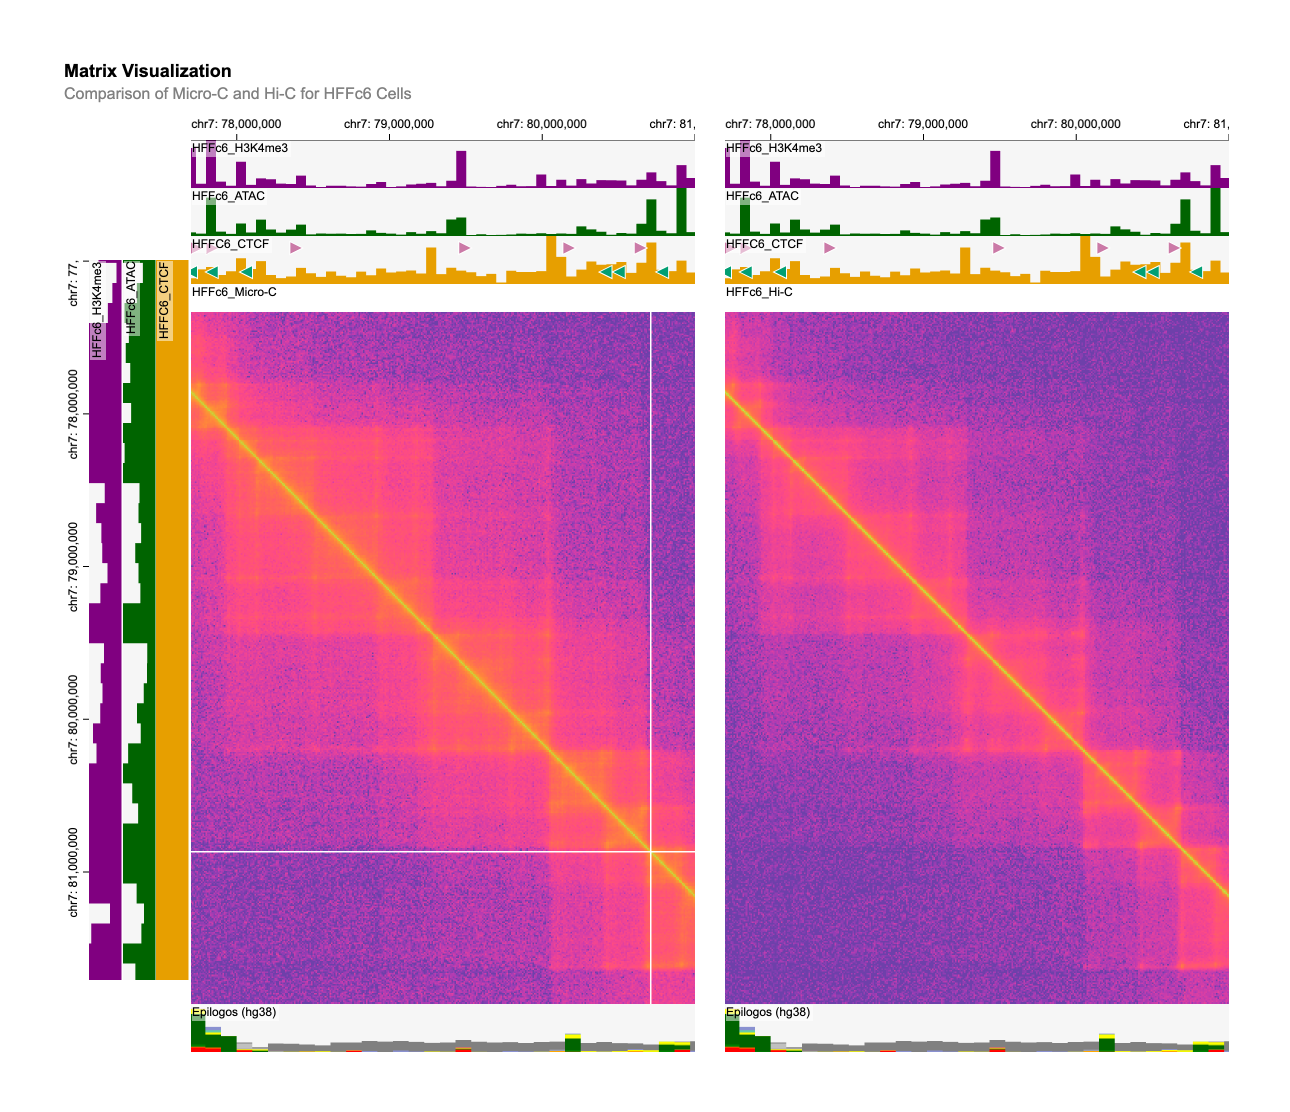 Matrix Visualization
Comparison of Micro-C and Hi-C for HFFc6 Cells
chr7: 78,000,000 chr7: 79,000,000 chr7: 80,000,000 chr7: 81,
chr7: 78,000,000 chr7: 79,000,000 chr7: 80,000,000 chr7: 81,
HFFc6_H3K4me3
HFFc6_H3K4me3
HFFc6_ATAC
HFFc6_ATAC
HFFC6_CTCF
HFFC6_CTCF
HFFc6_Micro-C
HFFc6_Hi-C
chr7: 77,
chr7: 78,000,000
chr7: 79,000,000
chr7: 80,000,000
chr7: 81,000,000
HFFc6_H3K4me3
HFFc6_ATAC
HFFC6_CTCF
Epilogos (hg38)
Epilogos (hg38)